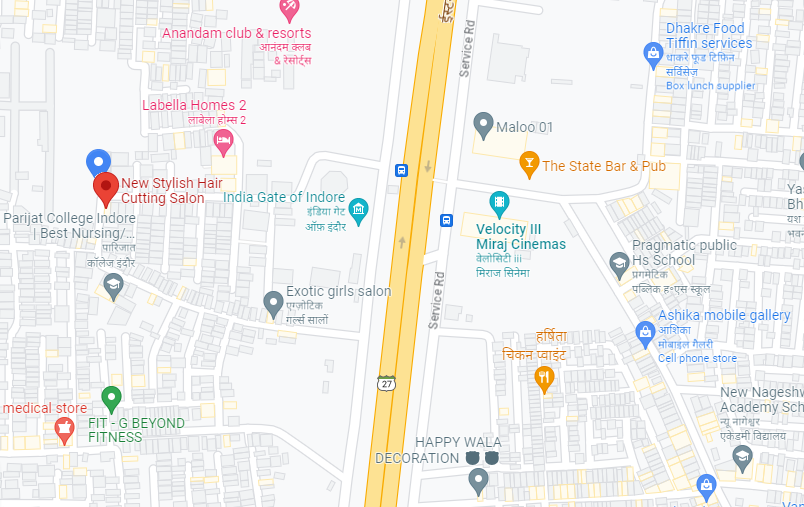 Anandam club & resorts
आनंदम क्लब
& रेसोर्ट्स
Service Rd
Dhakre Food
Tiffin services
धाकरे फूड टिफ़िन
सर्विसेज
Box lunch supplier
Labella Homes 2
लाबेला होम्स 2
Maloo 01
The State Bar & Pub
New Stylish Hair
Cutting Salon
India Gate of Indore
इंडिया गेट
ऑफ़ इंदौर
Parijat College Indore
| Best Nursing/...
पारिजात
कॉलेज इंदौर
Velocity III
Miraj Cinemas
वेलोसिटी iii
मिराज सिनेमा
Pragmatic public
Hs School
प्रगमेटिक
पब्लिक ह०एस स्कूल
Exotic girls salon
एग्ज़ोटिक
गर्ल्स सालों
Service Rd
Ashika mobile gallery
आशिका
मोबाइल गैलरी
Cell phone store
हर्षिता
चिकन प्वाइंट
27
New Nageshw
Academy Sch
न्यू नागेश्वर
एकेडमी विद्यालय
medical store
FIT - G BEYOND
FITNESS
HAPPY WALA
DECORATION